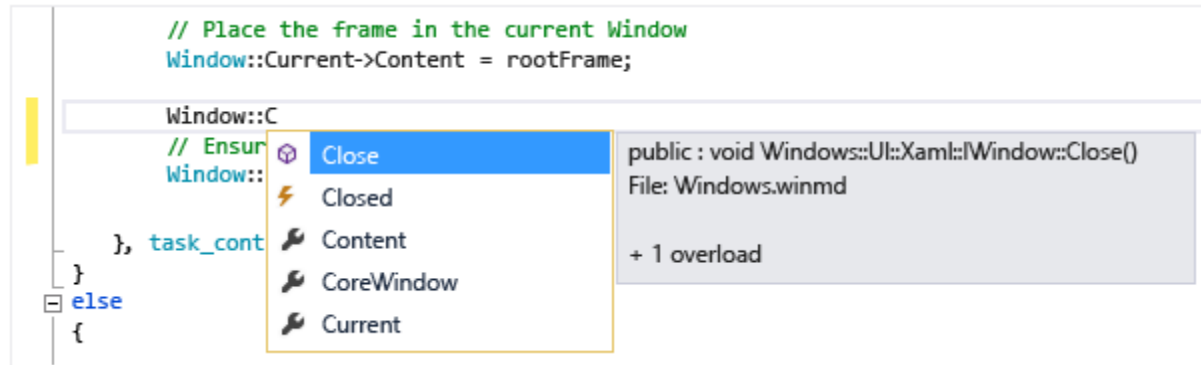 // Place the frame in the current Window
Window::Current->Content = rootFrame;
Window::C
// Ensur
Window::
Close
Closed
Content
CoreWindow
Current
public : void Windows::UI::Xaml::IWindow::Close()
File: Windows.winmd
+ 1 overload
}, task_cont
}
else
{